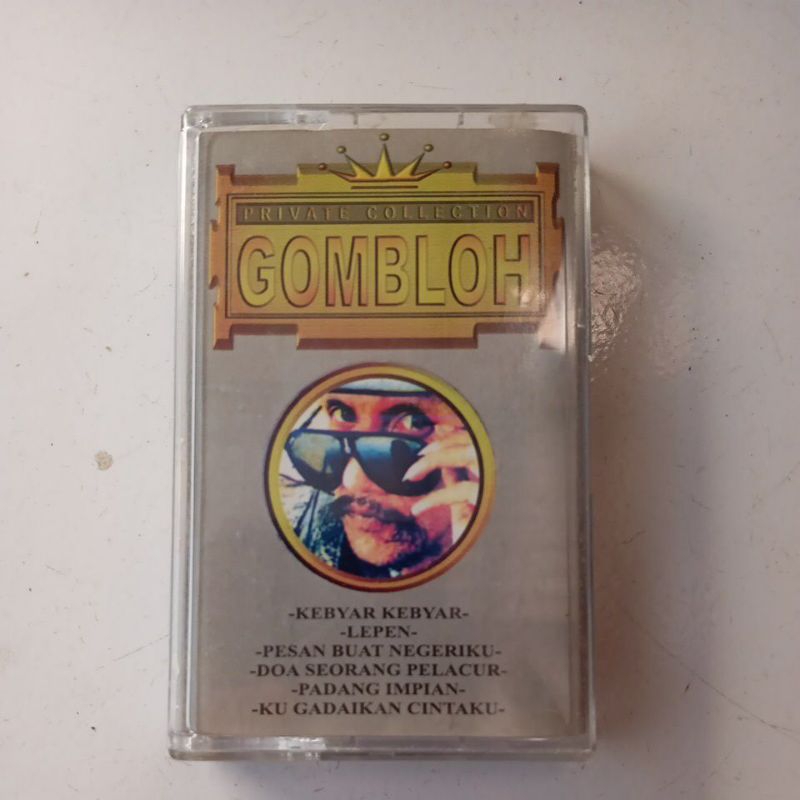 PRIVATE COLLECTION
GOMBLOH
-KEBYAR KEBYAR-
-LEPEN-
-PESAN BUAT NEGERIKU-
-DOA SEORANG PELACUR-
-PADANG IMPIAN-
-KU GADAIKAN CINTAKU-